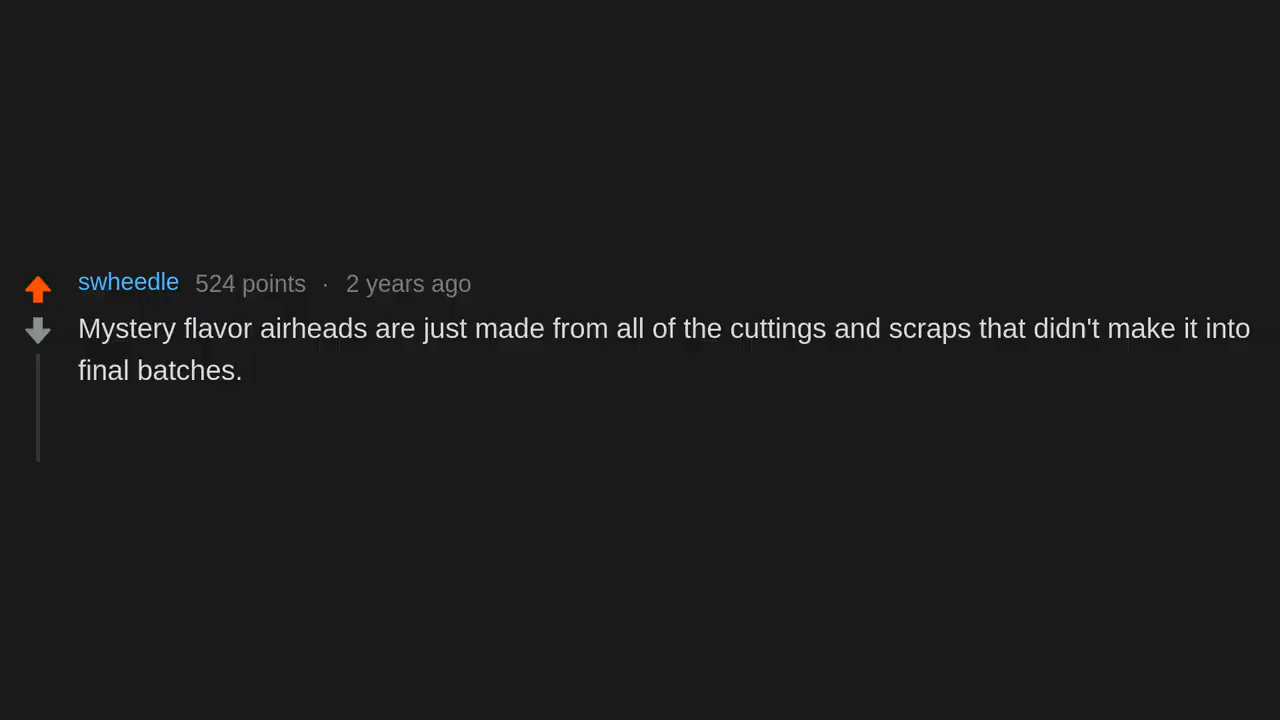 swheedle 524 points · 2 years ago
Mystery flavor airheads are just made from all of the cuttings and scraps that didn't make it into
final batches.